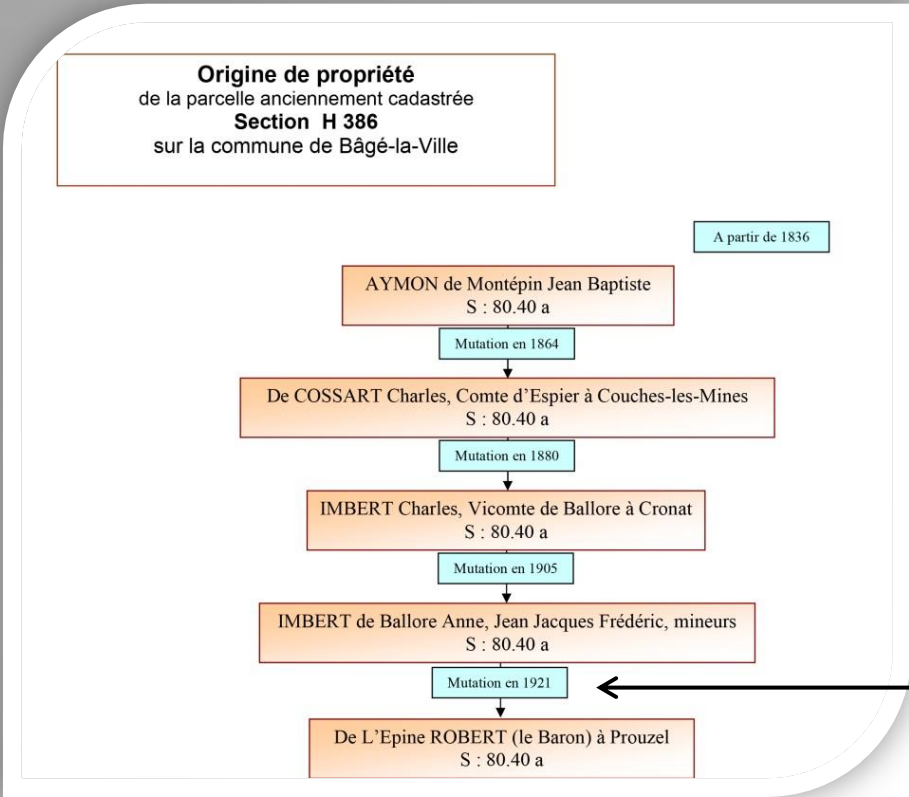 Origine de propriété
de la parcelle anciennement cadastrée
Section H 386
sur la commune de Bâgé-la-Ville
A partir de 1836
AYMON de Montépin Jean Baptiste
S : 80.40 a
Mutation en 1864
De COSSART Charles, Comte d'Espier à Couches-les-Mines
S : 80.40 a
Mutation en 1880
IMBERT Charles, Vicomte de Ballore à Cronat
S : 80.40 a
Mutation en 1905
IMBERT de Ballore Anne, Jean Jacques Frédéric, mineurs
S : 80.40 a
Mutation en 1921
De L'Epine ROBERT (le Baron) à Prouzel
S : 80.40 a